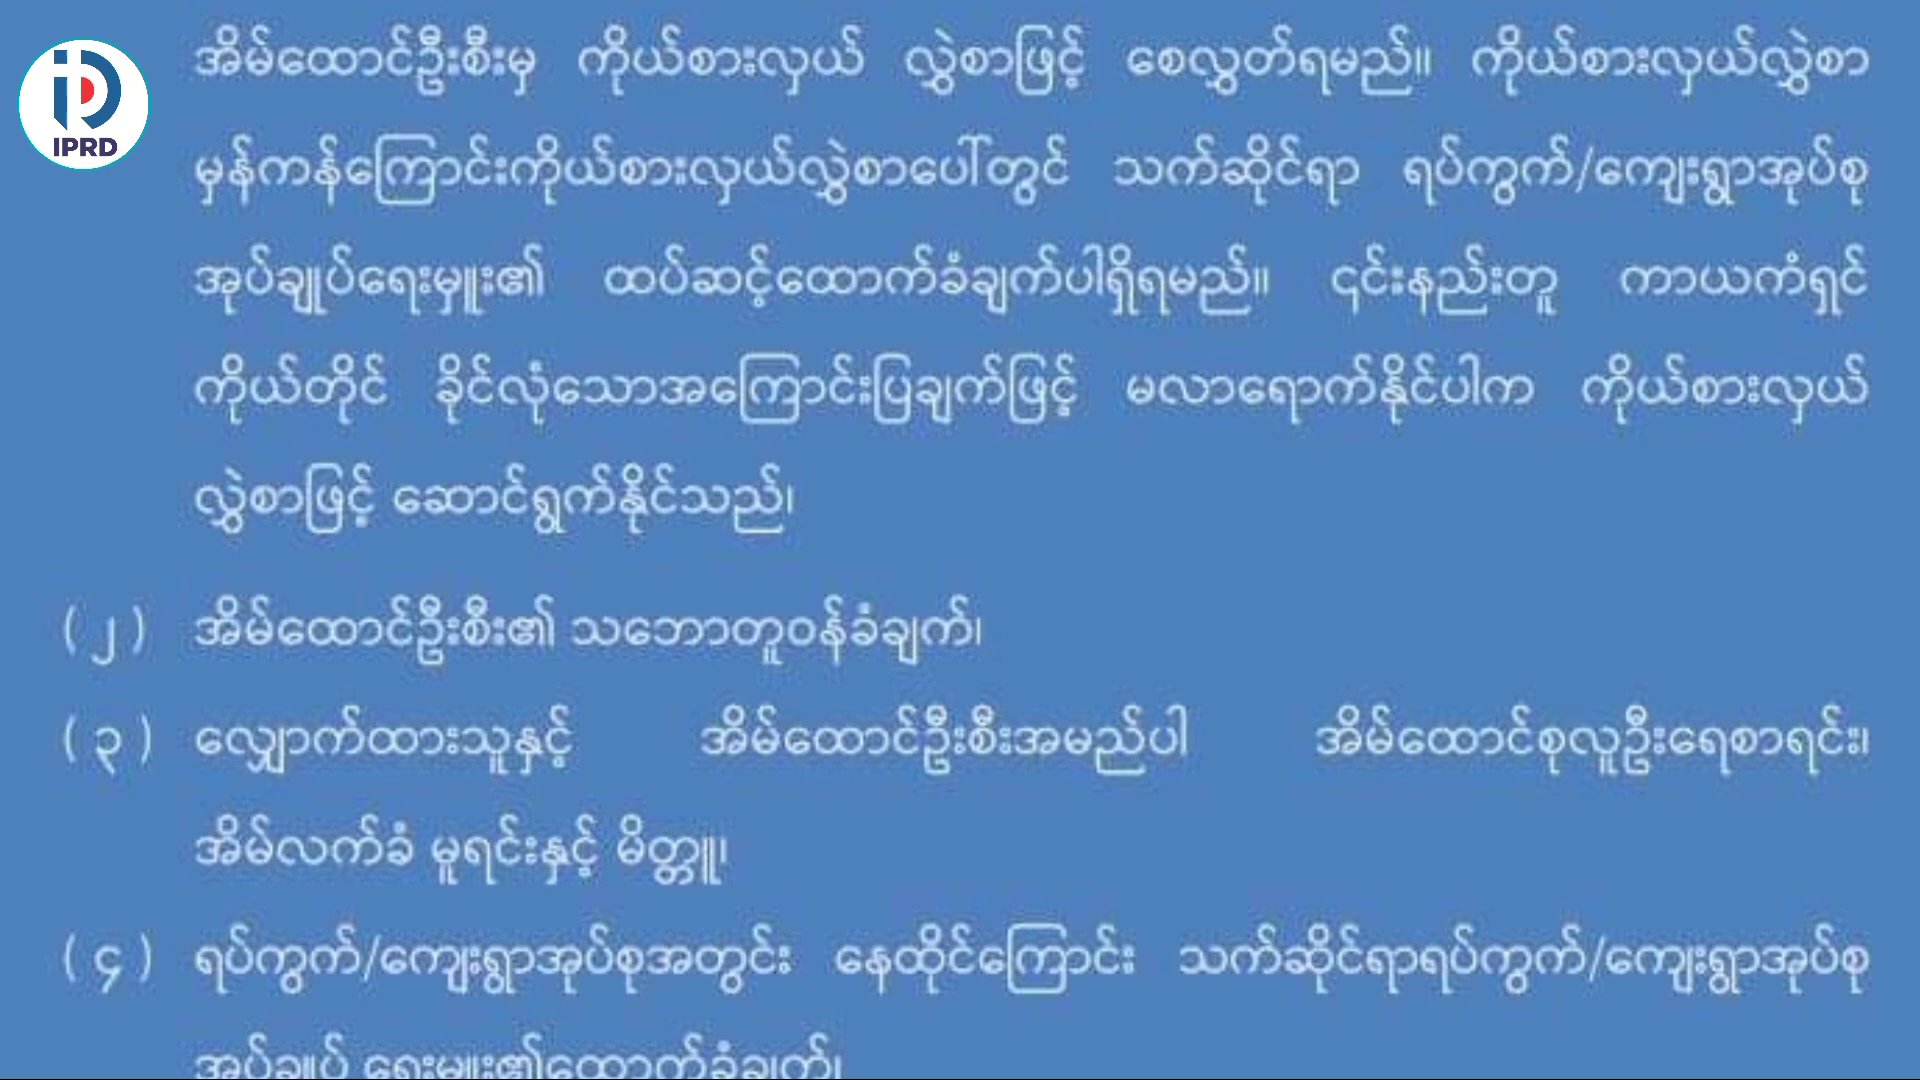 IPRD
အိမ်ထောင်ဦးစီးမှ ကိုယ်စားလှယ် လွှဲစာဖြင့် စေလွှတ်ရမည်။ ကိုယ်စားလှယ်လွှဲစာ
မှန်ကန်ကြောင်းကိုယ်စားလှယ်လွှဲစာပေါ်တွင် သက်ဆိုင်ရာ ရပ်ကွက်/ကျေးရွာအုပ်စု
အုပ်ချုပ်ရေးမှူး၏ ထပ်ဆင့်ထောက်ခံချက်ပါရှိရမည်။ ၎င်းနည်းတူ ကာယကံရှင်
ကိုယ်တိုင် ခိုင်လုံသောအကြောင်းပြချက်ဖြင့် မလာရောက်နိုင်ပါက ကိုယ်စားလှယ်
လွှဲစာဖြင့် ဆောင်ရွက်နိုင်သည်၊
(၂) အိမ်ထောင်ဦးစီး၏ သဘောတူဝန်ခံချက်၊
(၃) လျှောက်ထားသူနှင့် အိမ်ထောင်ဦးစီးအမည်ပါ အိမ်ထောင်စုလူဦးရေစာရင်း၊
အိမ်လက်ခံ မူရင်းနှင့် မိတ္တူ၊
(၄) ရပ်ကွက်/ကျေးရွာအုပ်စုအတွင်း နေထိုင်ကြောင်း သက်ဆိုင်ရာရပ်ကွက်/ကျေးရွာအုပ်စု
အုပ်ချုပ် ရေးမှူး၏ထောက်ခံချက်၊